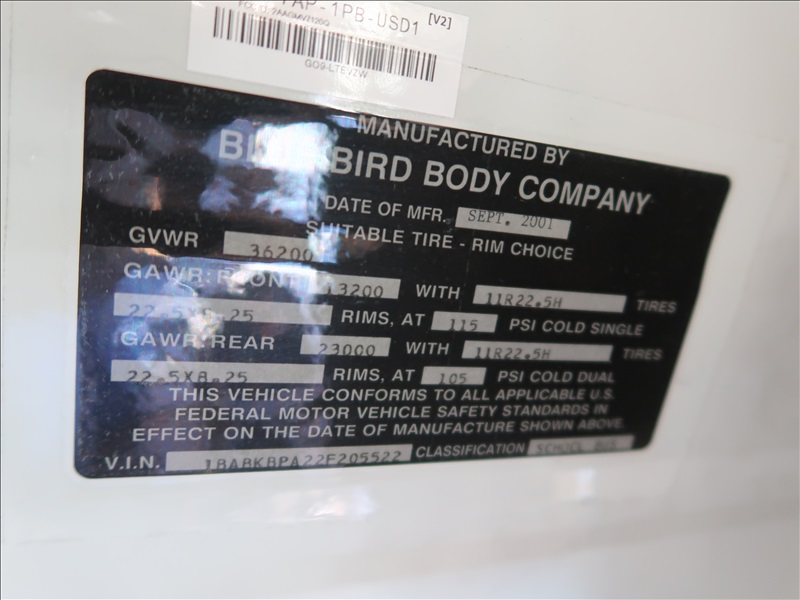 AP-1PB-USD1 [V2]
GO9-LTEVZW
MANUFACTURED BY
BLUE BIRD BODY COMPANY
DATE OF MFR. SEPT. 2001
SUITABLE TIRE - RIM CHOICE
GVWR 36200
GAWR: FRONT 13200 WITH 11R22.5H TIRES
22.5X8.25 RIMS, AT 115 PSI COLD SINGLE
GAWR: REAR 23000 WITH 11R22.5H TIRES
22.5X8.25 RIMS, AT 105 PSI COLD DUAL
THIS VEHICLE CONFORMS TO ALL APPLICABLE U.S.
FEDERAL MOTOR VEHICLE SAFETY STANDARDS IN
EFFECT ON THE DATE OF MANUFACTURE SHOWN ABOVE.
V.I.N. 1BABKBPA22F205522 CLASSIFICATION SCHOOL BUS